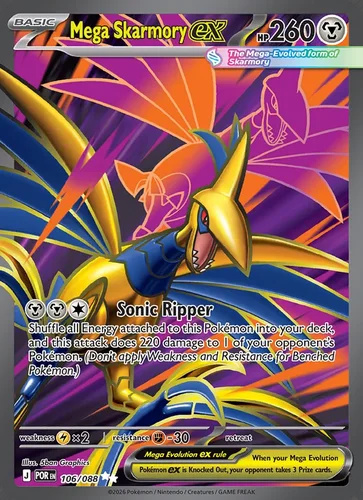 BASIC
Mega Skarmory ex HP 260
The Mega-Evolved form of
Skarmory
Sonic Ripper
Shuffle all Energy attached to this Pokémon into your deck,
and this attack does 220 damage to 1 of your opponent's
Pokémon. (Don't apply Weakness and Resistance for Benched
Pokémon.)
weakness ×2 resistance -30 retreat
Illus. 5ban Graphics
Mega Evolution ex rule
When your Mega Evolution
Pokémon ex is Knocked Out, your opponent takes 3 Prize cards.
J POR EN 106/088
©2026 Pokémon / Nintendo / Creatures / GAME FREAK